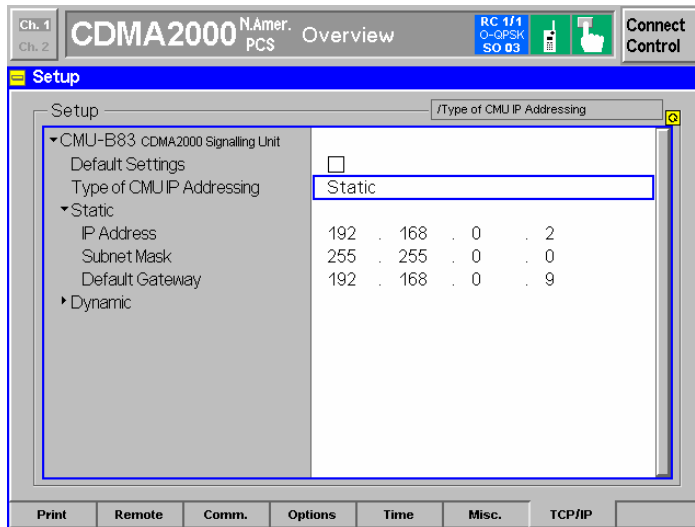 Ch. 1
Ch. 2
CDMA2000 N.Amer. PCS Overview
RC 1/1
O-QPSK
SO 03
Connect
Control
Setup
Setup
/Type of CMU IP Addressing
CMU-B83 CDMA2000 Signalling Unit
Default Settings
Type of CMU IP Addressing Static
Static
IP Address 192 . 168 . 0 . 2
Subnet Mask 255 . 255 . 0 . 0
Default Gateway 192 . 168 . 0 . 9
Dynamic
Print Remote Comm. Options Time Misc. TCP/IP